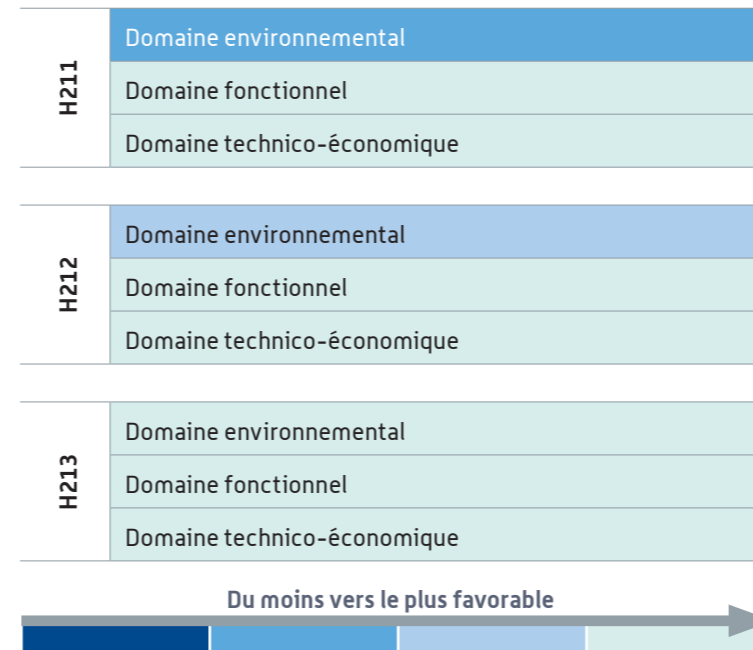 H211
Domaine environnemental
Domaine fonctionnel
Domaine technico-économique
H212
Domaine environnemental
Domaine fonctionnel
Domaine technico-économique
H213
Domaine environnemental
Domaine fonctionnel
Domaine technico-économique
Du moins vers le plus favorable